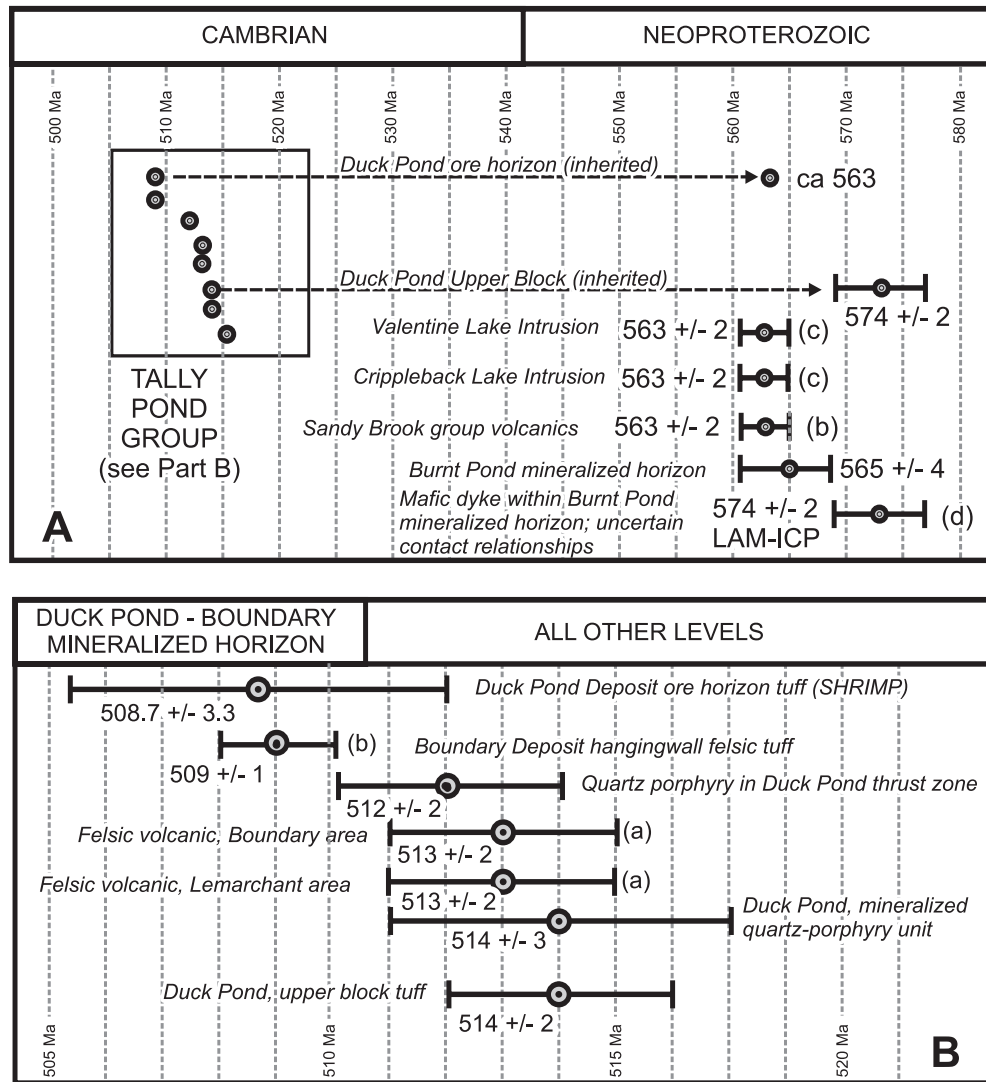 CAMBRIAN
NEOPROTEROZOIC
500 Ma
510 Ma
520 Ma
530 Ma
540 Ma
550 Ma
560 Ma
570 Ma
580 Ma
Duck Pond ore horizon (inherited)
ca 563
Duck Pond Upper Block (inherited)
574 +/- 2
Valentine Lake Intrusion
563 +/- 2
(c)
Crippleback Lake Intrusion
563 +/- 2
(c)
Sandy Brook group volcanics
563 +/- 2
(b)
Burnt Pond mineralized horizon
565 +/- 4
Mafic dyke within Burnt Pond
mineralized horizon; uncertain
contact relationships
574 +/- 2
LAM-ICP
(d)
TALLY
POND
GROUP
(see Part B)
A
DUCK POND - BOUNDARY
MINERALIZED HORIZON
ALL OTHER LEVELS
Duck Pond Deposit ore horizon tuff (SHRIMP)
508.7 +/- 3.3
(b)
Boundary Deposit hangingwall felsic tuff
509 +/- 1
Quartz porphyry in Duck Pond thrust zone
512 +/- 2
Felsic volcanic, Boundary area
(a)
513 +/- 2
Felsic volcanic, Lemarchant area
(a)
513 +/- 2
Duck Pond, mineralized
quartz-porphyry unit
514 +/- 3
Duck Pond, upper block tuff
514 +/- 2
505 Ma
510 Ma
515 Ma
520 Ma
B